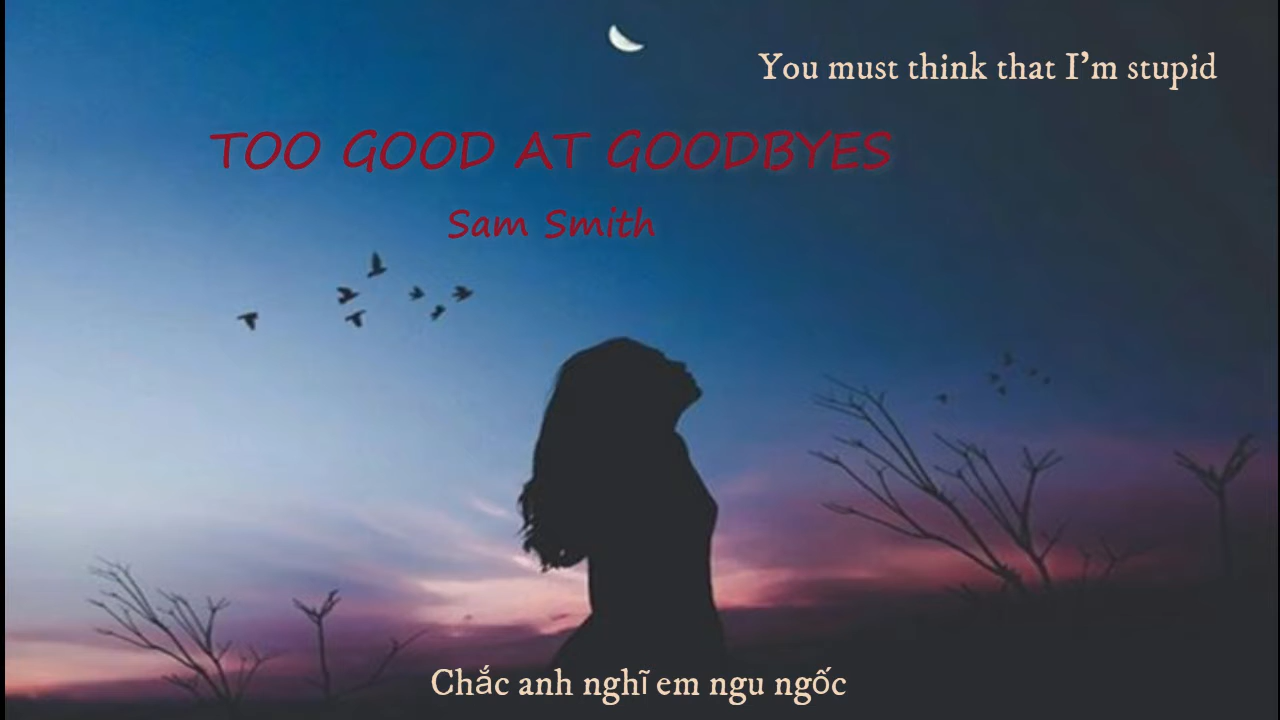 You must think that I'm stupid
TOO GOOD AT GOODBYES
Sam Smith
Chắc anh nghĩ em ngu ngốc